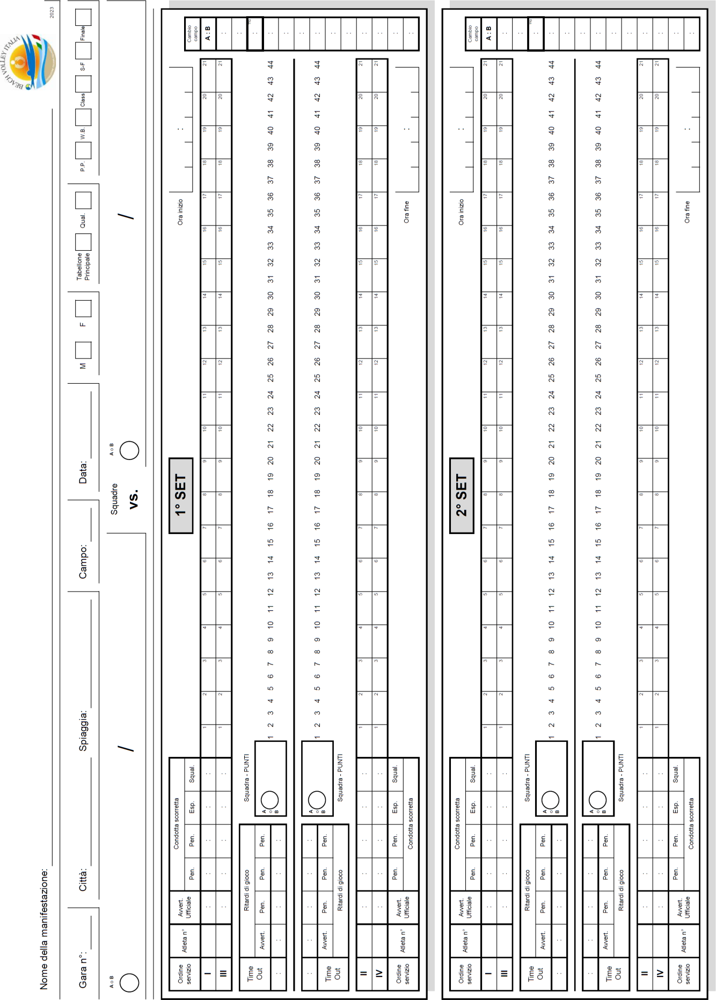 BEACH VOLLEY ITALIA
2023
Nome della manifestazione:
Gara n°: Città: Spiaggia: Campo: Data: M F Tabellone Principale Qual. P.P. W.B. Class S-F Finale
A o B / Squadre vs. A o B /
1° SET
Ora inizio :
Cambio campo
A : B
: : TTO : : : : : : : : : : :
Ordine servizio Atleta n° Avvert. Ufficiale Condotta scorretta
Pen. Pen. Esp. Squal.
I : : : : : 1 2 3 4 5 6 7 8 9 10 11 12 13 14 15 16 17 18 19 20 21
III : : : : : 1 2 3 4 5 6 7 8 9 10 11 12 13 14 15 16 17 18 19 20 21
Time Out Ritardi di gioco Squadra - PUNTI
Avvert. Pen. Pen. Pen.
: : : : : A o B 1 2 3 4 5 6 7 8 9 10 11 12 13 14 15 16 17 18 19 20 21 22 23 24 25 26 27 28 29 30 31 32 33 34 35 36 37 38 39 40 41 42 43 44
: : : : : A o B 1 2 3 4 5 6 7 8 9 10 11 12 13 14 15 16 17 18 19 20 21 22 23 24 25 26 27 28 29 30 31 32 33 34 35 36 37 38 39 40 41 42 43 44
Time Out Avvert. Pen. Pen. Pen.
Ritardi di gioco Squadra - PUNTI
II : : : : : 1 2 3 4 5 6 7 8 9 10 11 12 13 14 15 16 17 18 19 20 21
IV : : : : : 1 2 3 4 5 6 7 8 9 10 11 12 13 14 15 16 17 18 19 20 21
Ordine servizio Atleta n° Avvert. Ufficiale Pen. Pen. Esp. Squal.
Condotta scorretta
Ora fine :
2° SET
Ora inizio :
Cambio campo
A : B
: : TTO : : : : : : : : : : :
Ordine servizio Atleta n° Avvert. Ufficiale Condotta scorretta
Pen. Pen. Esp. Squal.
I : : : : : 1 2 3 4 5 6 7 8 9 10 11 12 13 14 15 16 17 18 19 20 21
III : : : : : 1 2 3 4 5 6 7 8 9 10 11 12 13 14 15 16 17 18 19 20 21
Time Out Ritardi di gioco Squadra - PUNTI
Avvert. Pen. Pen. Pen.
: : : : : A o B 1 2 3 4 5 6 7 8 9 10 11 12 13 14 15 16 17 18 19 20 21 22 23 24 25 26 27 28 29 30 31 32 33 34 35 36 37 38 39 40 41 42 43 44
: : : : : A o B 1 2 3 4 5 6 7 8 9 10 11 12 13 14 15 16 17 18 19 20 21 22 23 24 25 26 27 28 29 30 31 32 33 34 35 36 37 38 39 40 41 42 43 44
Time Out Avvert. Pen. Pen. Pen.
Ritardi di gioco Squadra - PUNTI
II : : : : : 1 2 3 4 5 6 7 8 9 10 11 12 13 14 15 16 17 18 19 20 21
IV : : : : : 1 2 3 4 5 6 7 8 9 10 11 12 13 14 15 16 17 18 19 20 21
Ordine servizio Atleta n° Avvert. Ufficiale Pen. Pen. Esp. Squal.
Condotta scorretta
Ora fine :